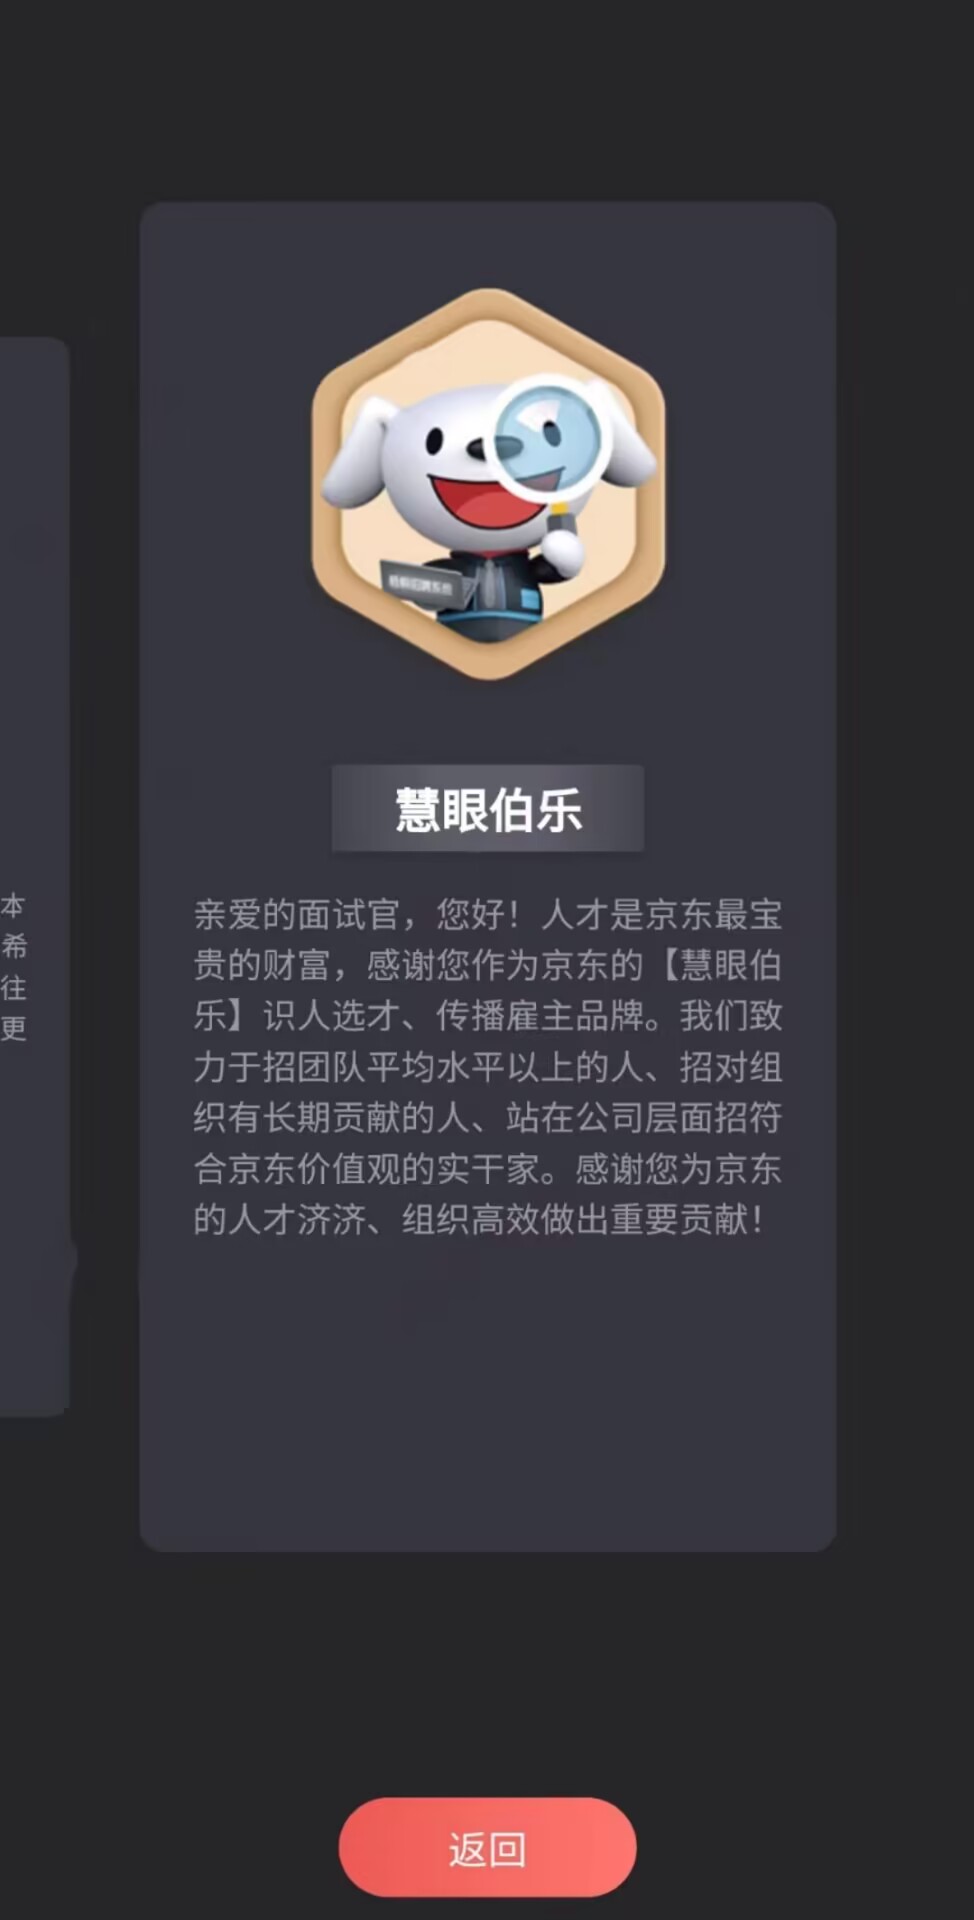 慧眼伯乐
亲爱的面试官，您好！人才是京东最宝
贵的财富，感谢您作为京东的【慧眼伯
乐】识人选才、传播雇主品牌。我们致
力于招团队平均水平以上的人、招对组
织有长期贡献的人、站在公司层面招符
合京东价值观的实干家。感谢您为京东
的人才济济、组织高效做出重要贡献！
本
希
往
更
返回